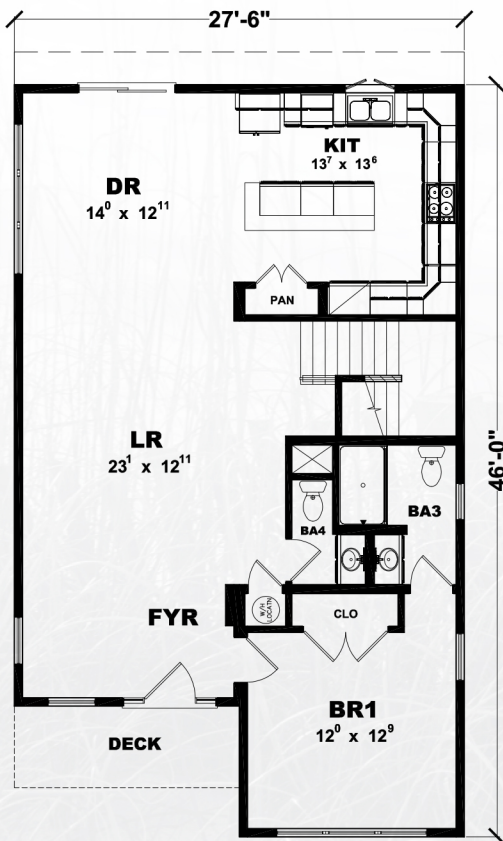 27'-6"
KIT
13⁷ x 13⁶
DR
14⁰ x 12¹¹
PAN
LR
23¹ x 12¹¹
46'-0"
BA3
BA4
W/H
LOCATN
CLO
FYR
BR1
12⁰ x 12⁹
DECK